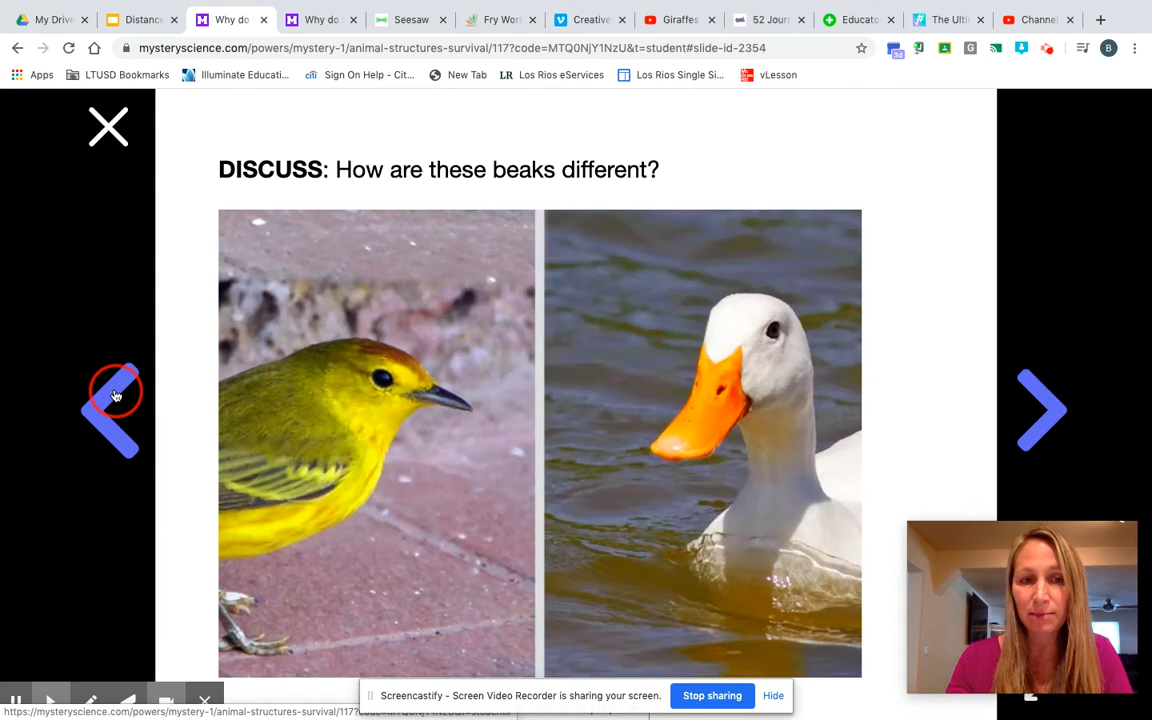 My Drive
Distance
Why do
Why do
Seesaw
Fry Wor
Creative
Giraffes
52 Jour
Educato
The Ulti
Channel
mysteryscience.com/powers/mystery-1/animal-structures-survival/117?code=MTQ0NjY1NzU&t=student#slide-id-2354
B
Apps
LTUSD Bookmarks
Illuminate Educati...
Sign On Help - Cit...
New Tab
LR Los Rios eServices
Los Rios Single Si...
vLesson
DISCUSS: How are these beaks different?
Screencastify - Screen Video Recorder is sharing your screen.
Stop sharing
Hide